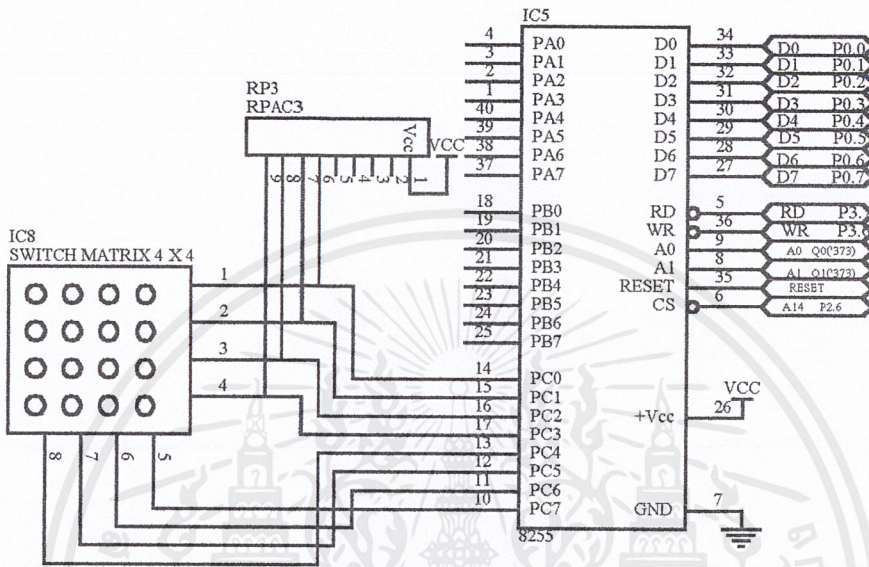 IC5
4 PA0 D0 34 D0 P0.0
3 PA1 D1 33 D1 P0.1
2 PA2 D2 32 D2 P0.2
1 PA3 D3 31 D3 P0.3
40 PA4 D4 30 D4 P0.4
39 PA5 D5 29 D5 P0.5
38 PA6 D6 28 D6 P0.6
37 PA7 D7 27 D7 P0.7
18 PB0 RD 5 RD P3.
19 PB1 WR 36 WR P3.
20 PB2 A0 9 A0 Q0('373)
21 PB3 A1 8 A1 Q1('373)
22 PB4 RESET 35 RESET
23 PB5 CS 6 A14 P2.6
24 PB6
25 PB7
14 PC0
15 PC1
16 PC2 +Vcc 26 VCC
17 PC3
13 PC4
12 PC5
11 PC6
10 PC7 GND 7
8255
RP3
RPAC3
Vcc VCC
9 8 7 6 5 4 3 2 1
IC8
SWITCH MATRIX 4 X 4
1
2
3
4
8 7 6 5